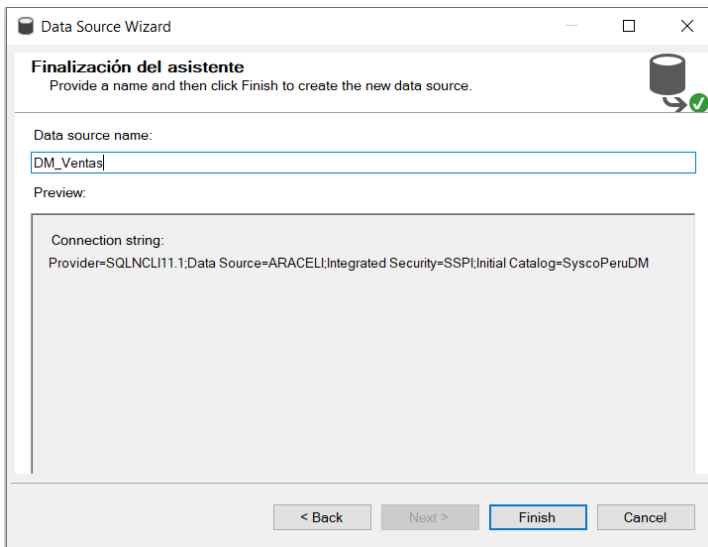 Data Source Wizard
Finalización del asistente
Provide a name and then click Finish to create the new data source.
Data source name:
DM_Ventas
Preview:
Connection string:
Provider=SQLNCLI11.1;Data Source=ARACELI;Integrated Security=SSPI;Initial Catalog=SyscoPeruDM
< Back Next > Finish Cancel